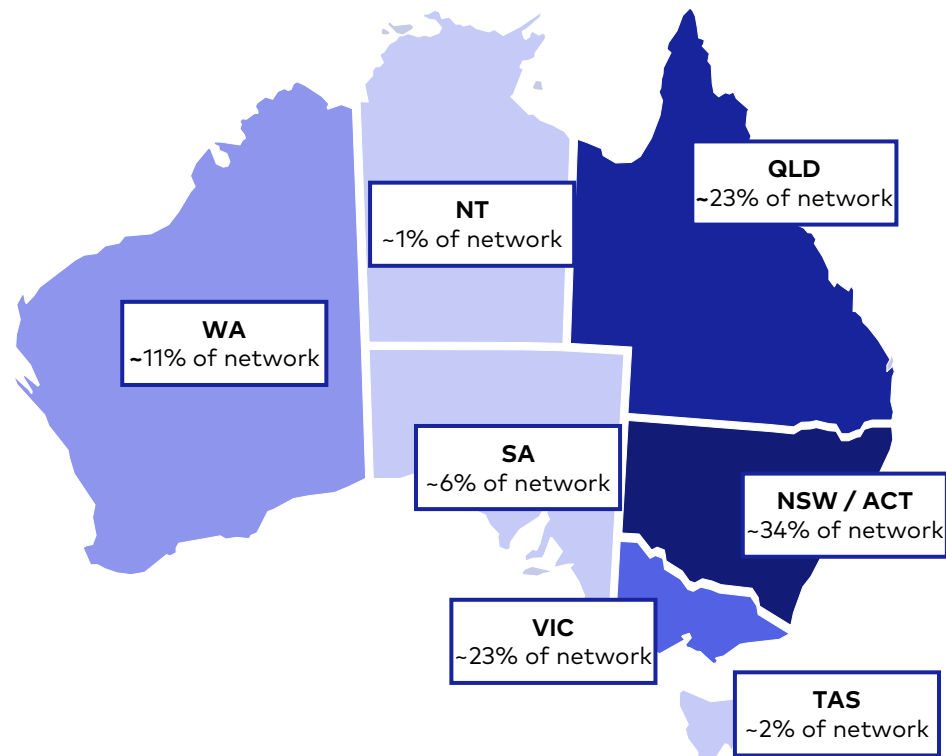 QLD
~23% of network
NT
~1% of network
WA
~11% of network
SA
~6% of network
NSW / ACT
~34% of network
VIC
~23% of network
TAS
~2% of network